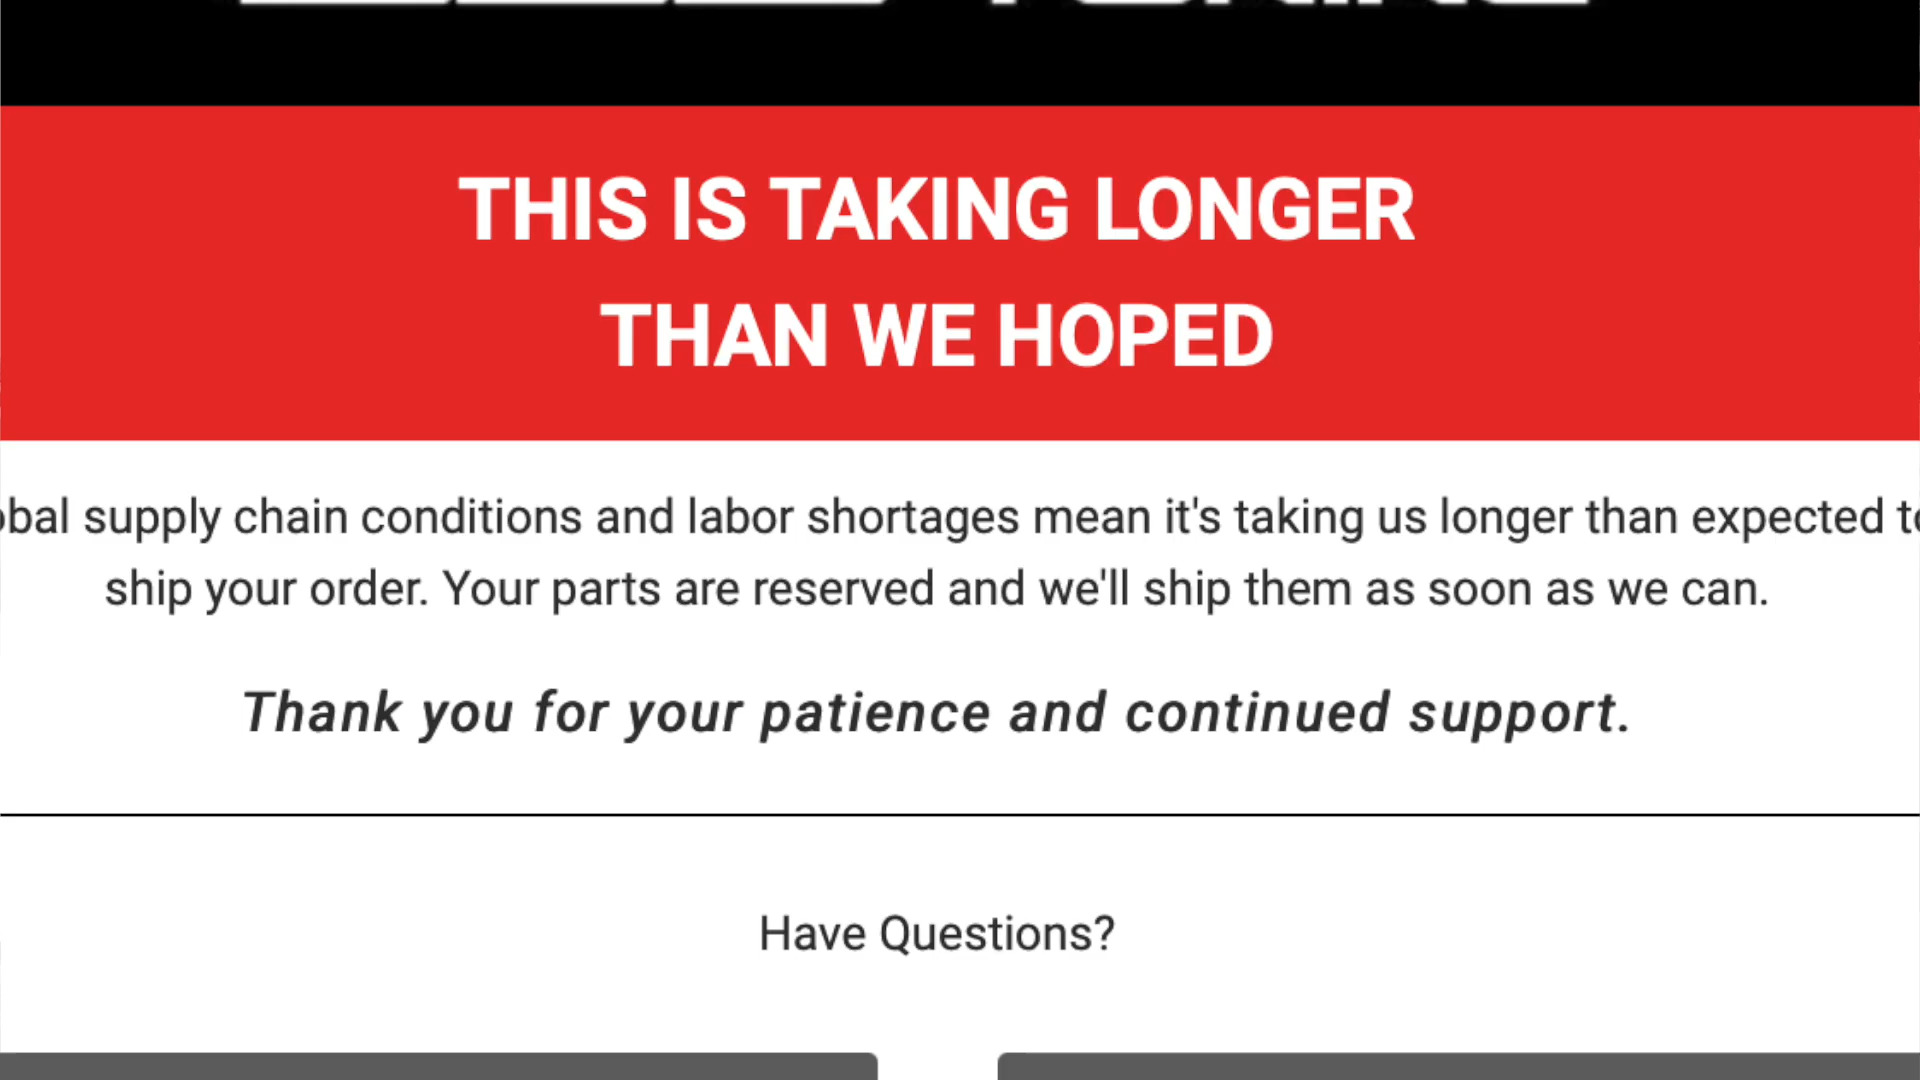 THIS IS TAKING LONGER
THAN WE HOPED
supply chain conditions and labor shortages mean it's taking us longer than expected
ship your order. Your parts are reserved and we'll ship them as soon as we can.
Thank you for your patience and continued support.
Have Questions?